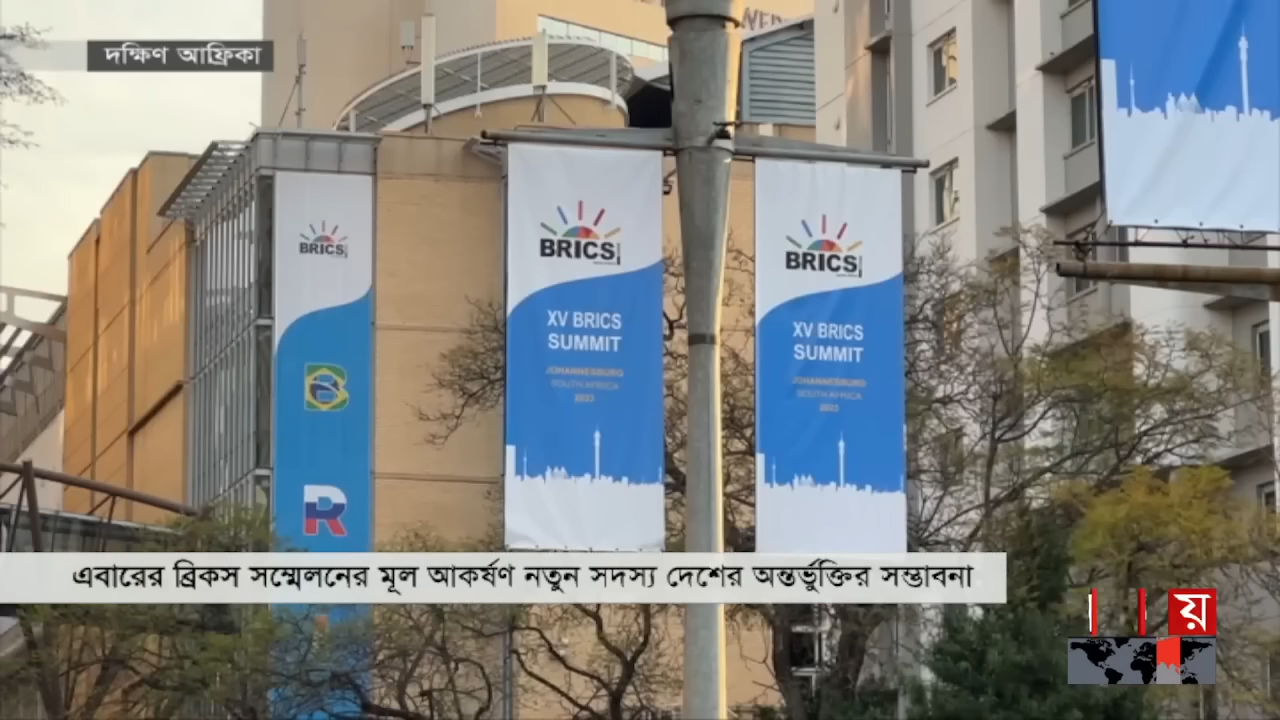 দক্ষিণ আফ্রিকা
BRICS
B
R
BRICS
XV BRICS
SUMMIT
JOHANNESBURG
SOUTH AFRICA
2023
BRICS
XV BRICS
SUMMIT
JOHANNESBURG
SOUTH AFRICA
2023
এবারের ব্রিকস সম্মেলনের মূল আকর্ষণ নতুন সদস্য দেশের অন্তর্ভুক্তির সম্ভাবনা
সময়